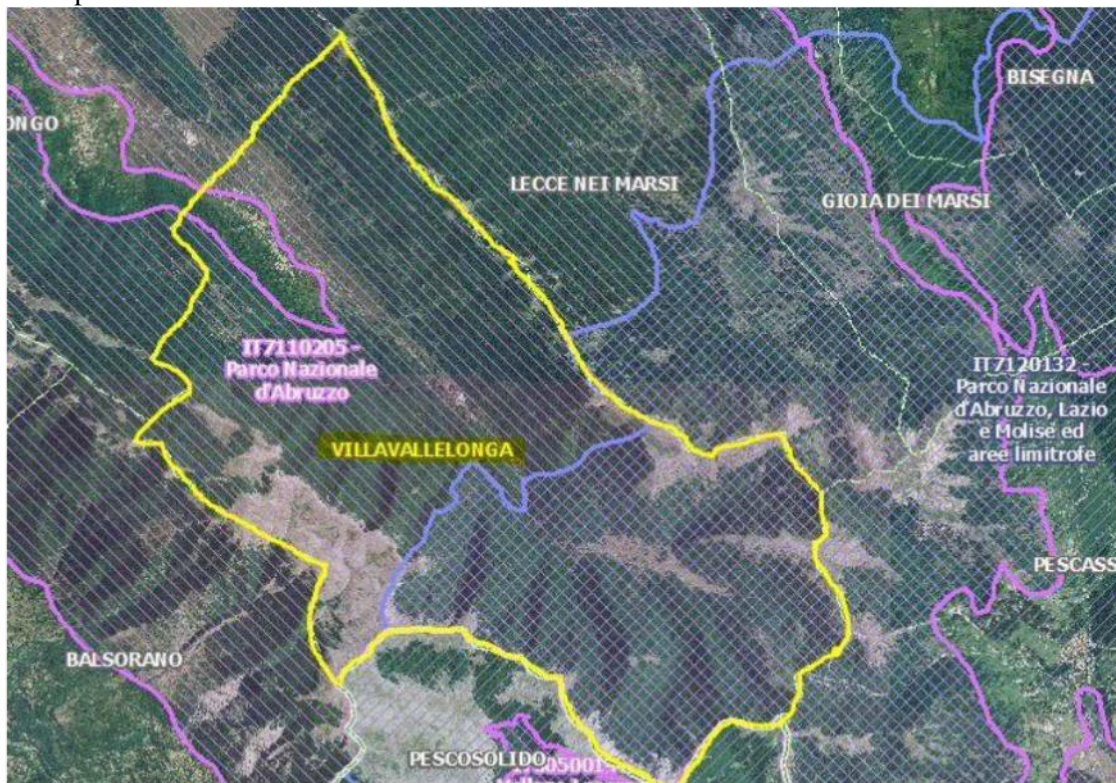 BISEGNA
ONGO
LECCE NEI MARSI
GIOIA DEI MARSI
IT7110205 -
Parco Nazionale
d'Abruzzo
IT7120132 -
Parco Nazionale
d'Abruzzo, Lazio
e Molise ed
aree limitrofe
VILLAVALLELONGA
PESCASS
BALSORANO
PESCOSOLIDO